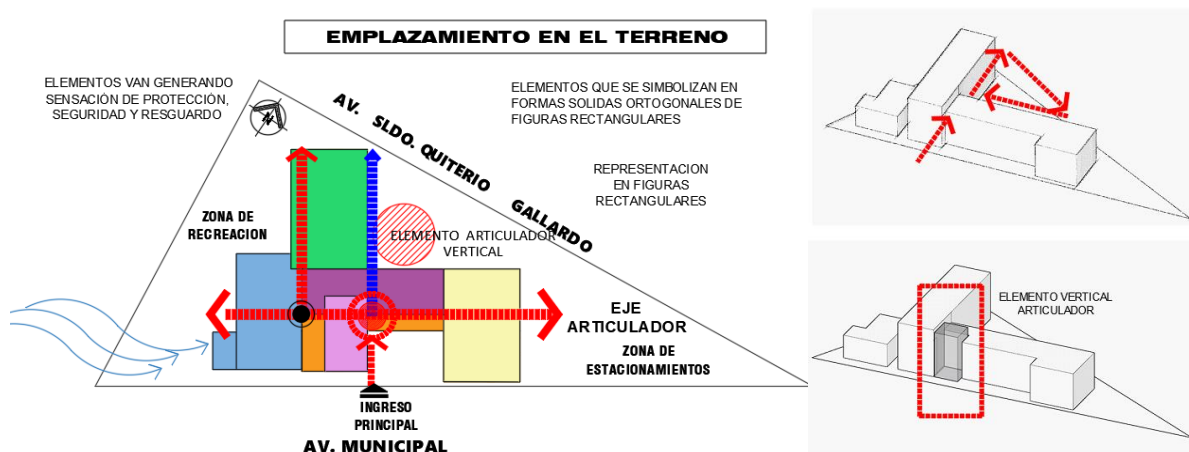 EMPLAZAMIENTO EN EL TERRENO
ELEMENTOS VAN GENERANDO
SENSACIÓN DE PROTECCIÓN,
SEGURIDAD Y RESGUARDO
N
AV. SLDO. QUITERIO GALLARDO
ELEMENTOS QUE SE SIMBOLIZAN EN
FORMAS SOLIDAS ORTOGONALES DE
FIGURAS RECTANGULARES
REPRESENTACION
EN FIGURAS
RECTANGULARES
ZONA DE
RECREACION
ELEMENTO ARTICULADOR
VERTICAL
EJE
ARTICULADOR
ZONA DE
ESTACIONAMIENTOS
INGRESO
PRINCIPAL
AV. MUNICIPAL
ELEMENTO VERTICAL
ARTICULADOR